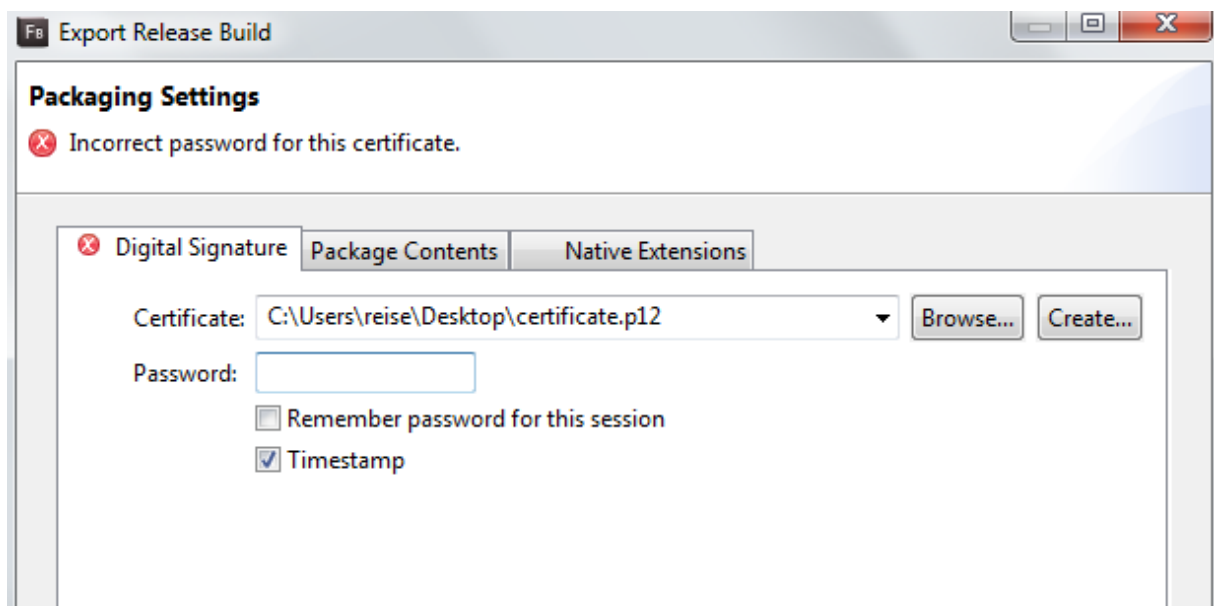 FB Export Release Build
Packaging Settings
Incorrect password for this certificate.
Digital Signature Package Contents Native Extensions
Certificate: C:\Users\reise\Desktop\certificate.p12 Browse... Create...
Password:
Remember password for this session
Timestamp